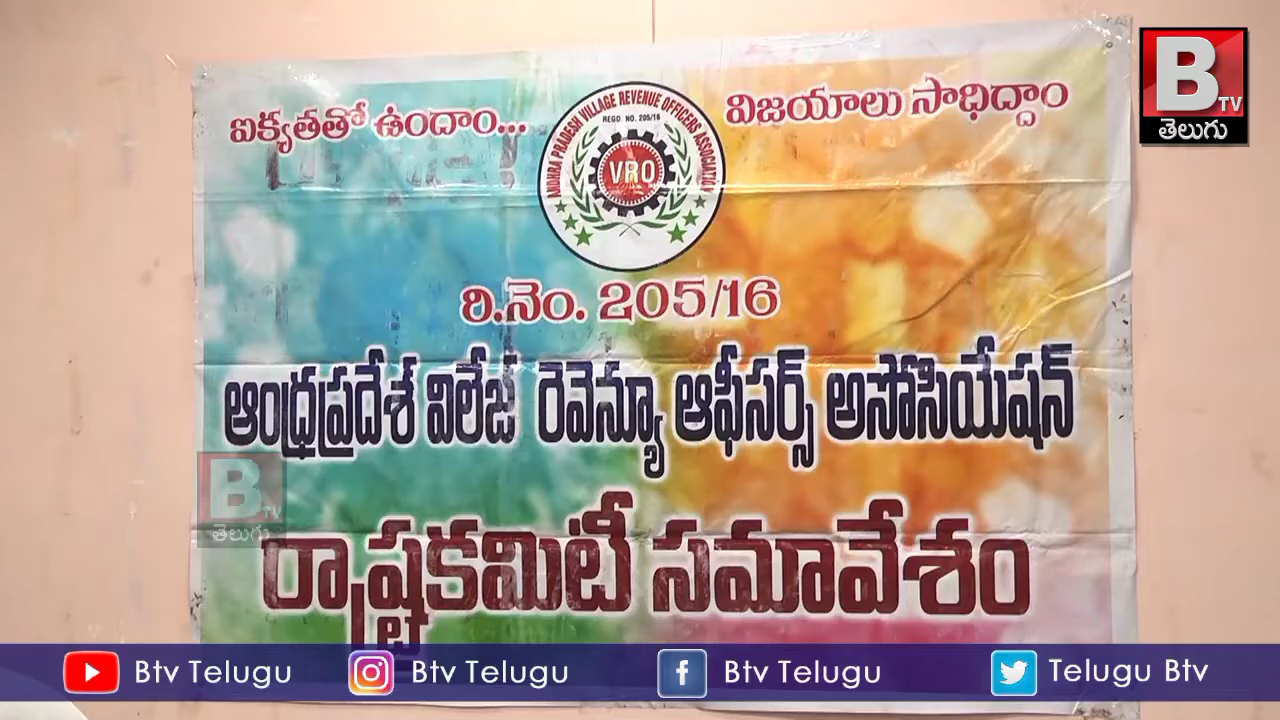 ఐక్యతతో ఉందాం... విజయాలు సాధిద్దాం
ANDHRA PRADESH VILLAGE REVENUE OFFICERS ASSOCIATION
REGD. NO. 205/16
VRO
రి.నెం. 205/16
ఆంధ్రప్రదేశ్ విలేజ్ రెవెన్యూ ఆఫీసర్స్ అసోసియేషన్
రాష్ట్రకమిటీ సమావేశం
B TV
తెలుగు
B TV
తెలుగు
Btv Telugu Btv Telugu Btv Telugu Telugu Btv